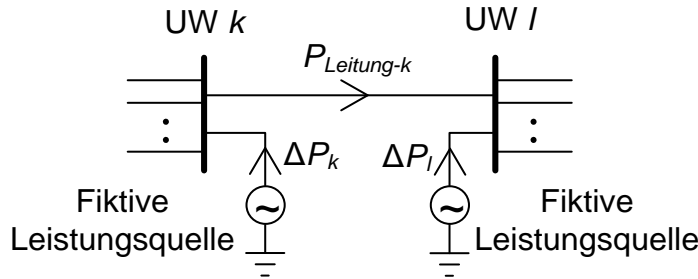 UW k
UW l
P_Leitung-k
ΔP_k
ΔP_l
Fiktive
Leistungsquelle
Fiktive
Leistungsquelle